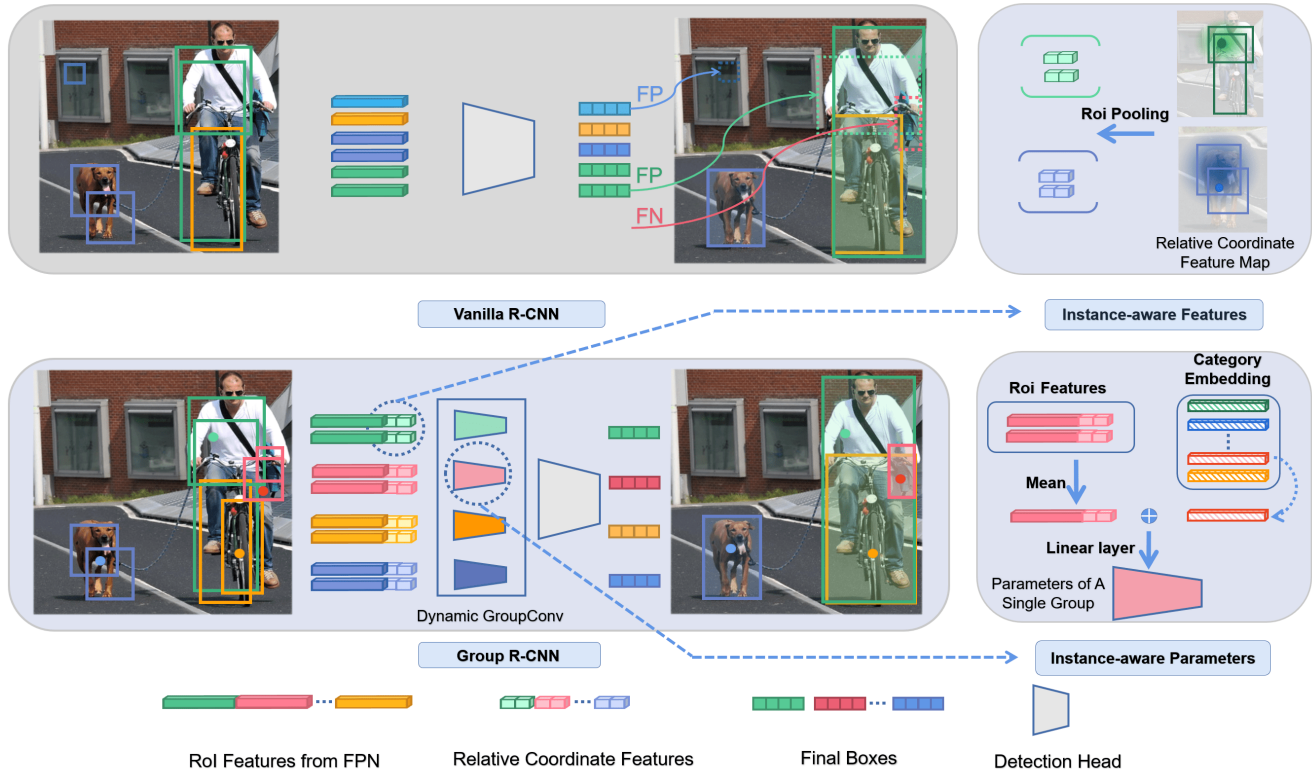 FP
FP
FN
Roi Pooling
Relative Coordinate
Feature Map
Vanilla R-CNN
Instance-aware Features
Dynamic GroupConv
Group R-CNN
Roi Features
Category
Embedding
Mean
Linear layer
Parameters of A
Single Group
Instance-aware Parameters
RoI Features from FPN
Relative Coordinate Features
Final Boxes
Detection Head